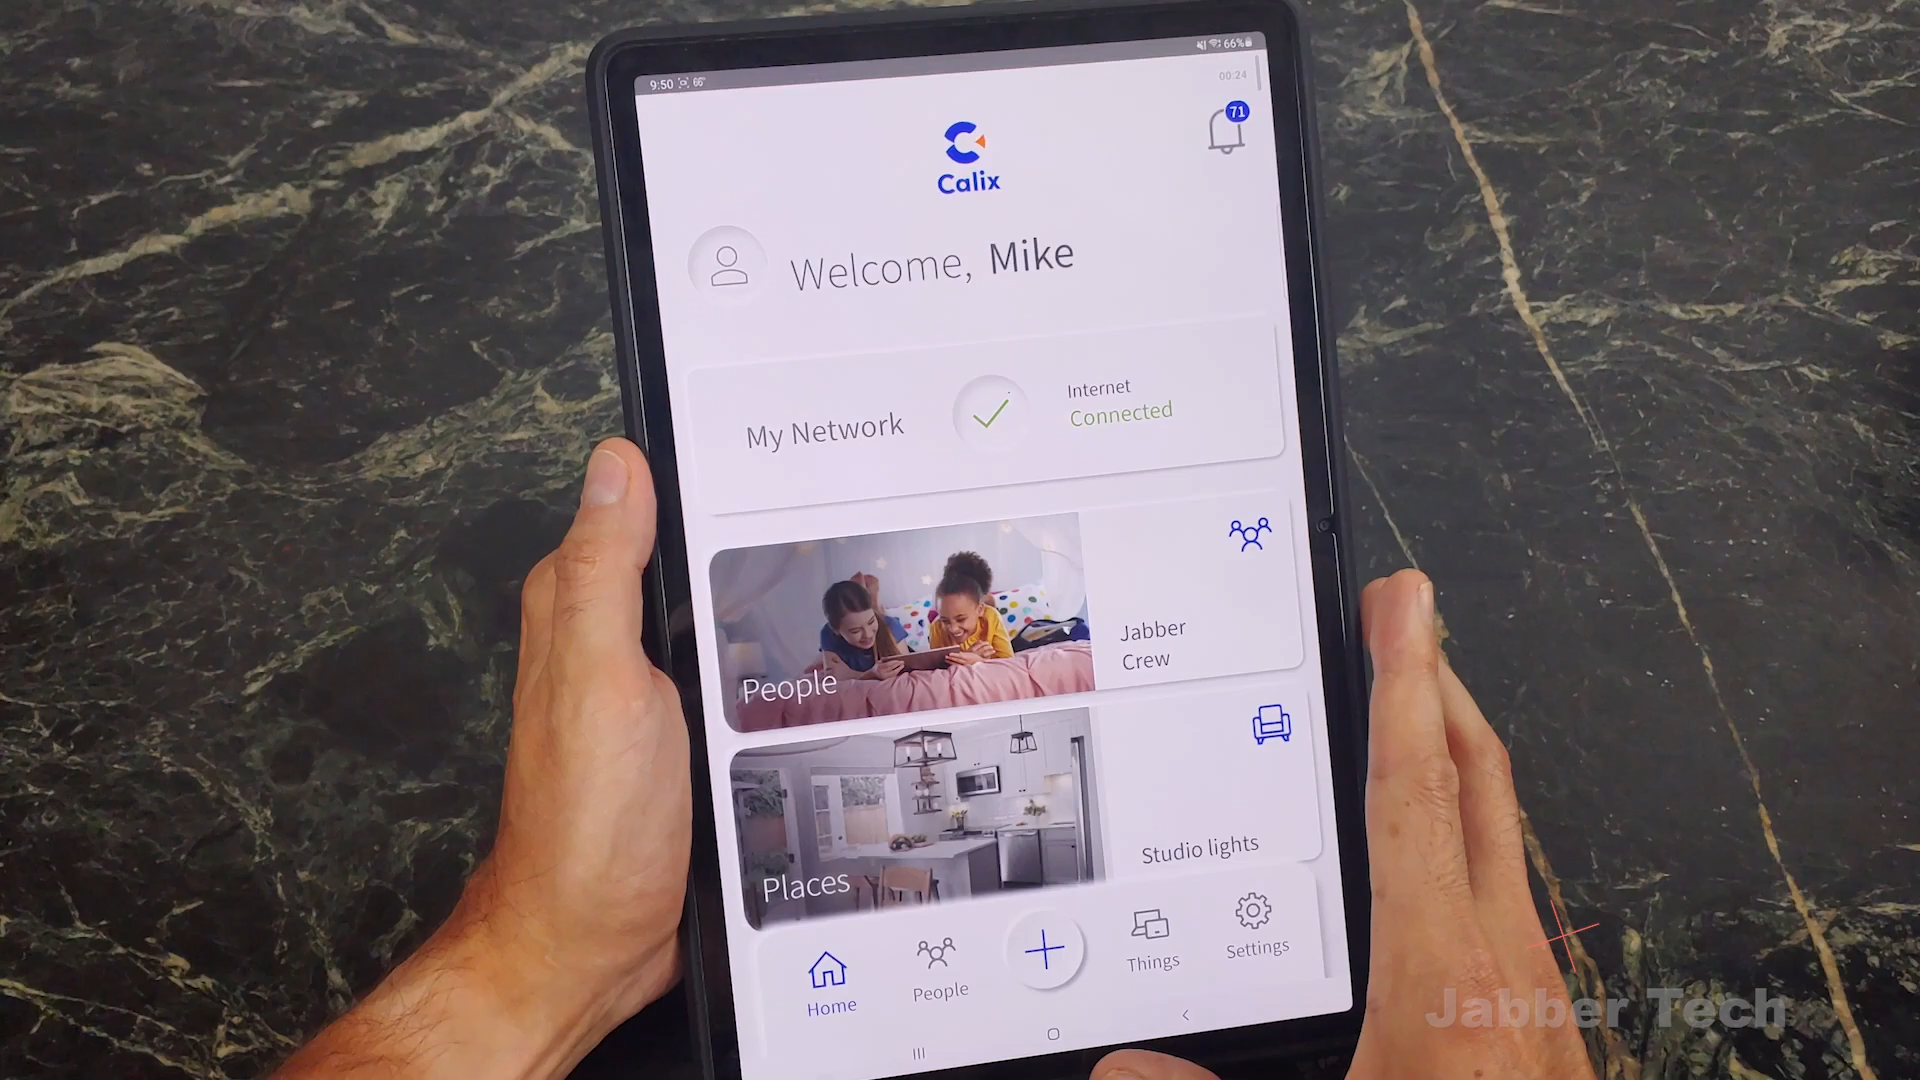 9:50 66°
66%
00:24
71
Calix
Welcome, Mike
My Network
Internet
Connected
People
Jabber
Crew
Places
Studio lights
Home
People
Things
Settings
Jabber Tech